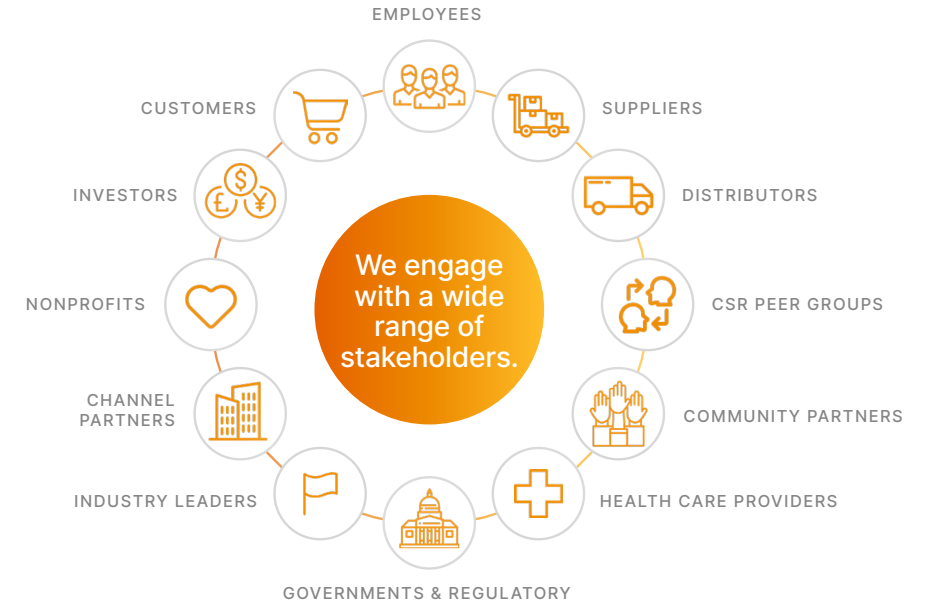 EMPLOYEES
CUSTOMERS
SUPPLIERS
INVESTORS
$
£ ¥
DISTRIBUTORS
We engage
with a wide
range of
stakeholders.
NONPROFITS
CSR PEER GROUPS
CHANNEL
PARTNERS
COMMUNITY PARTNERS
INDUSTRY LEADERS
HEALTH CARE PROVIDERS
GOVERNMENTS & REGULATORY